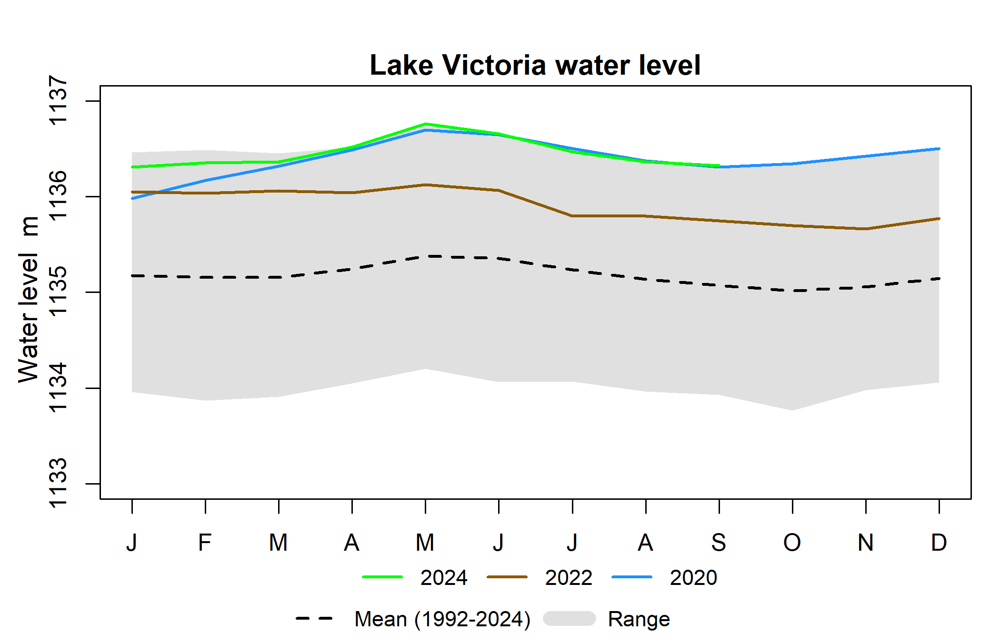 Lake Victoria water level
Water level  m
1137
1136
1135
1134
1133
J F M A M J J A S O N D
2024 2022 2020
Mean (1992-2024) Range